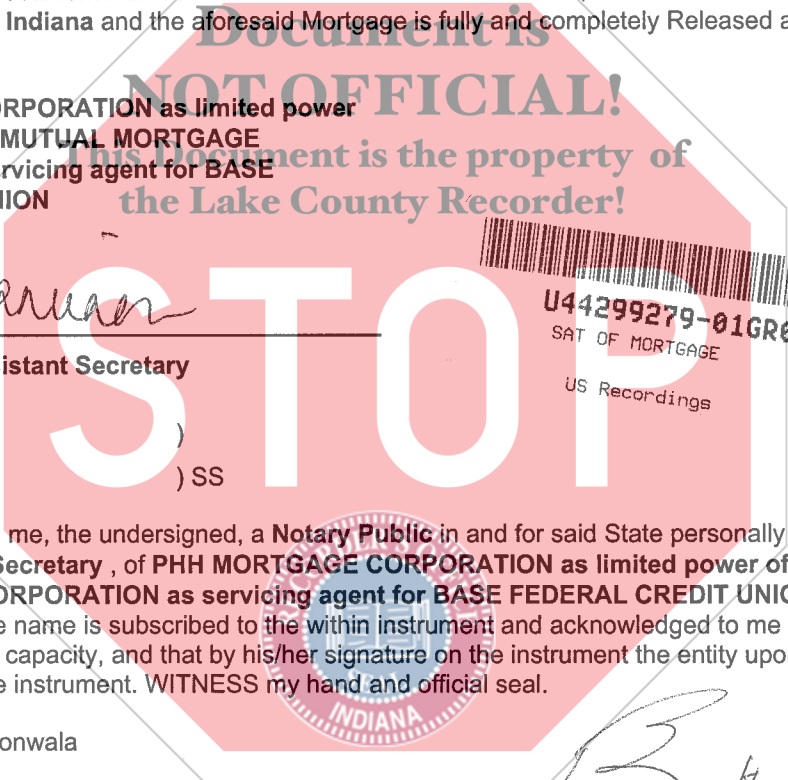 Indiana and the aforesaid Mortgage is fully and completely Released a
Document is
NOT OFFICIAL!
This Document is the property of
the Lake County Recorder!
ORPORATION as limited power
MUTUAL MORTGAGE
rvicing agent for BASE
NION
U44299279-01GR0
SAT OF MORTGAGE
US Recordings
istant Secretary
STOP
)
) SS
me, the undersigned, a Notary Public in and for said State personally
Secretary , of PHH MORTGAGE CORPORATION as limited power of
ORPORATION as servicing agent for BASE FEDERAL CREDIT UNIO
e name is subscribed to the within instrument and acknowledged to me
capacity, and that by his/her signature on the instrument the entity upo
e instrument. WITNESS my hand and official seal.
INDIANA
onwala